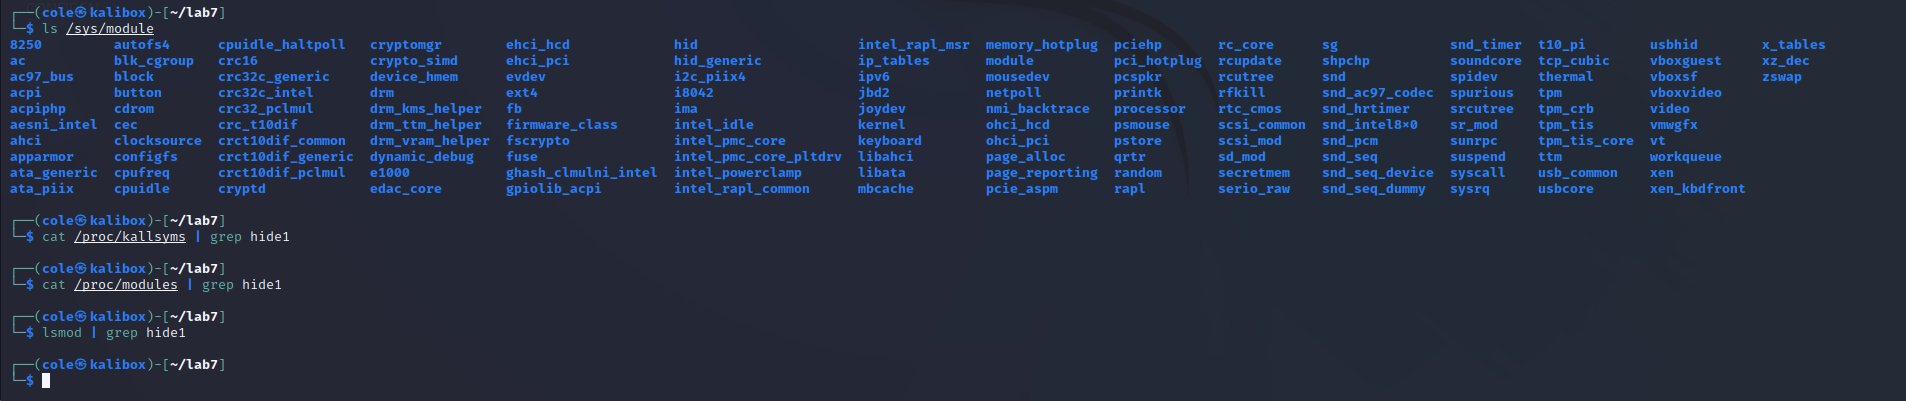 ┌──(cole㉿kalibox)-[~/lab7]
└─$ ls /sys/module
8250 autofs4 cpuidle_haltpoll cryptomgr ehci_hcd hid intel_rapl_msr memory_hotplug pciehp rc_core sg snd_timer t10_pi usbhid x_tables
ac blk_cgroup crc16 crypto_simd ehci_pci hid_generic ip_tables module pci_hotplug rcupdate shpchp soundcore tcp_cubic vboxguest xz_dec
ac97_bus block crc32c_generic device_hmem evdev i2c_piix4 ipv6 mousedev pcspkr rcutree snd spidev thermal vboxsf zswap
acpi button crc32c_intel drm ext4 i8042 jbd2 netpoll printk rfkill snd_ac97_codec spurious tpm vboxvideo
acpiphp cdrom crc32_pclmul drm_kms_helper fb ima joydev nmi_backtrace processor rtc_cmos snd_hrtimer srcutree tpm_crb video
aesni_intel cec crc_t10dif drm_ttm_helper firmware_class intel_idle kernel ohci_hcd psmouse scsi_common snd_intel8×0 sr_mod tpm_tis vmwgfx
ahci clocksource crct10dif_common drm_vram_helper fscrypto intel_pmc_core keyboard ohci_pci pstore scsi_mod snd_pcm sunrpc tpm_tis_core vt
apparmor configfs crct10dif_generic dynamic_debug fuse intel_pmc_core_pltdrv libahci page_alloc qrtr sd_mod snd_seq suspend ttm workqueue
ata_generic cpufreq crct10dif_pclmul e1000 ghash_clmulni_intel intel_powerclamp libata page_reporting random secretmem snd_seq_device syscall usb_common xen
ata_piix cpuidle cryptd edac_core gpiolib_acpi intel_rapl_common mbcache pcie_aspm rapl serio_raw snd_seq_dummy sysrq usbcore xen_kbdfront
┌──(cole㉿kalibox)-[~/lab7]
└─$ cat /proc/kallsyms | grep hide1
┌──(cole㉿kalibox)-[~/lab7]
└─$ cat /proc/modules | grep hide1
┌──(cole㉿kalibox)-[~/lab7]
└─$ lsmod | grep hide1
┌──(cole㉿kalibox)-[~/lab7]
└─$